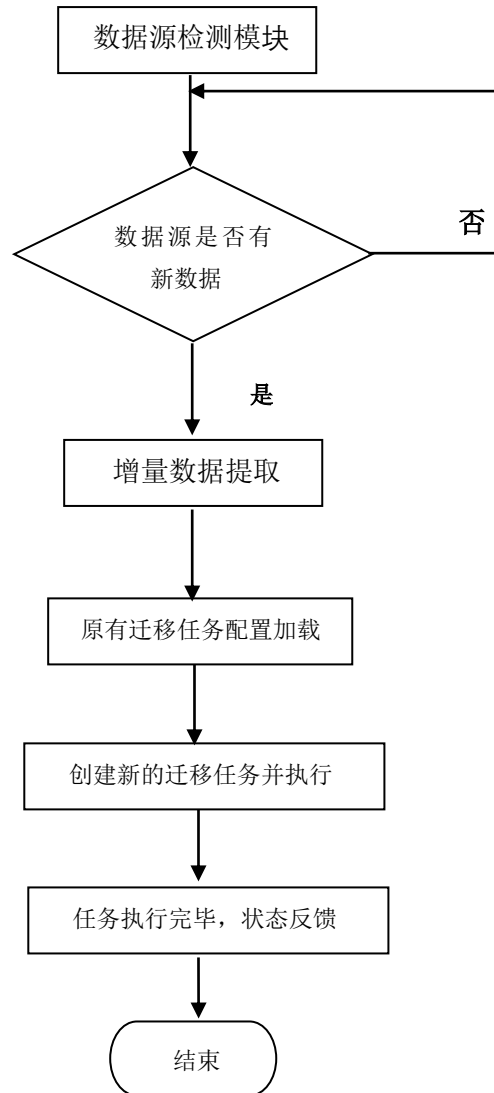 数据源检测模块
数据源是否有
新数据
否
是
增量数据提取
原有迁移任务配置加载
创建新的迁移任务并执行
任务执行完毕，状态反馈
结束